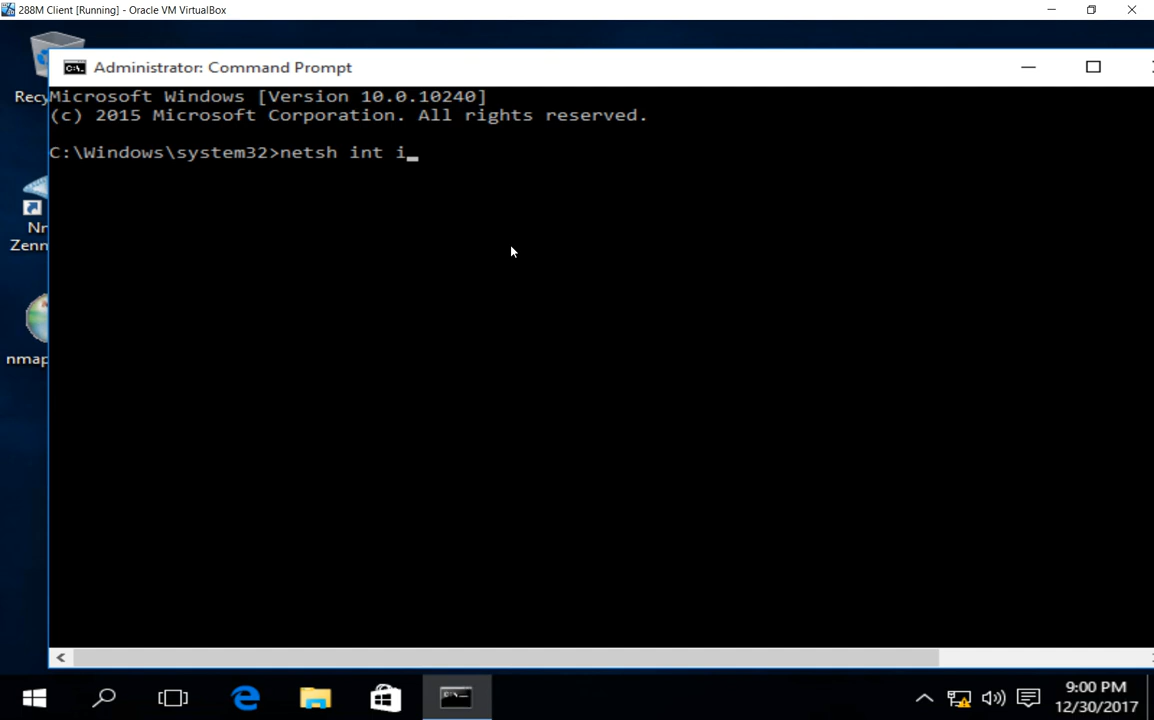 288M Client [Running] - Oracle VM VirtualBox
Administrator: Command Prompt
Recy
Microsoft Windows [Version 10.0.10240]
(c) 2015 Microsoft Corporation. All rights reserved.
C:\Windows\system32>netsh int i
Zenn
nmap
9:00 PM
12/30/2017